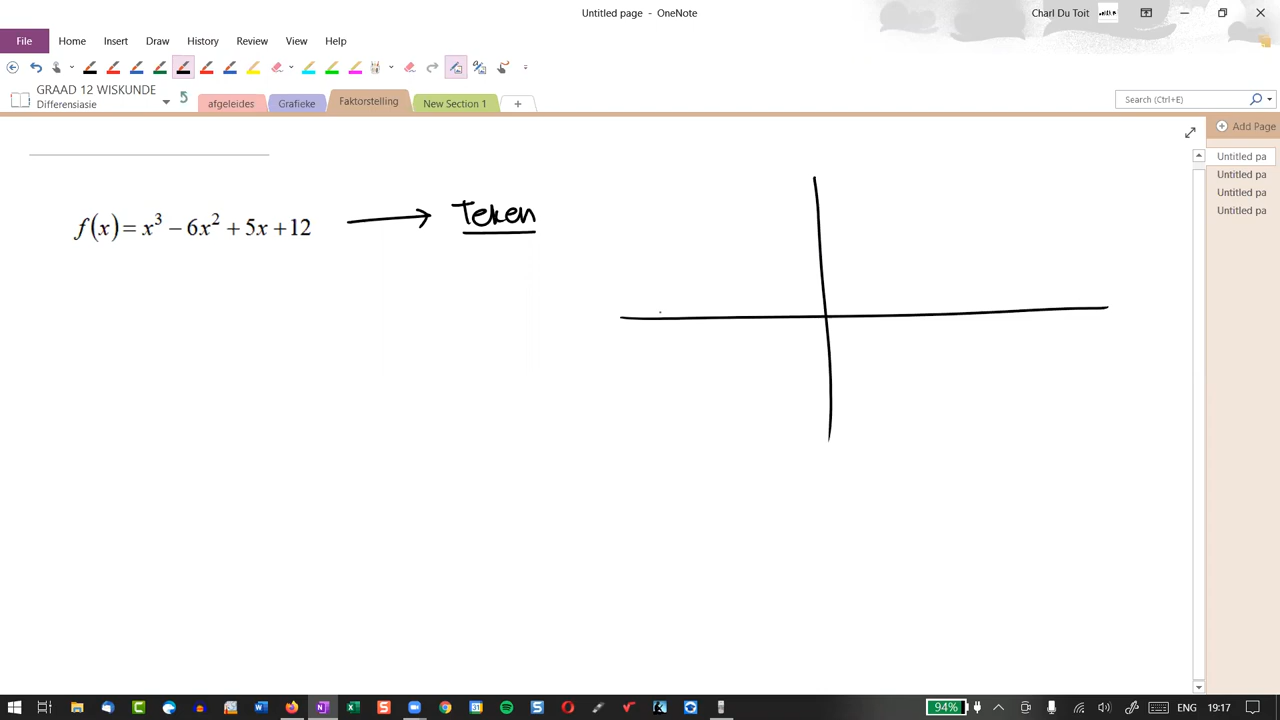 Untitled page - OneNote
Charl Du Toit
File Home Insert Draw History Review View Help
GRAAD 12 WISKUNDE
Differensiasie
afgeleides Grafieke Faktorstelling New Section 1 +
Search (Ctrl+E)
Add Page
Untitled pa
Untitled pa
Untitled pa
Untitled pa
f(x) = x³ − 6x² + 5x + 12 → Teken
94% ENG 19:17